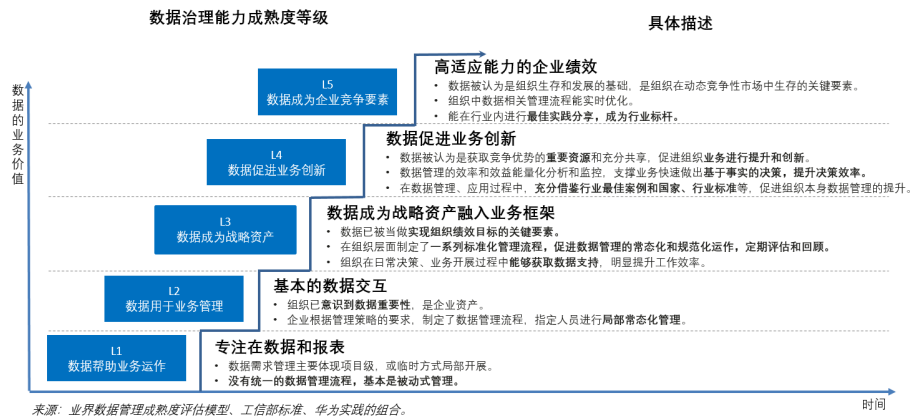 数据治理能力成熟度等级
具体描述
数据的业务价值
L5
数据成为企业竞争要素
高适应能力的企业绩效
• 数据被认为是组织生存和发展的基础，是组织在动态竞争性市场中生存的关键要素。
• 组织中数据相关管理流程能实时优化。
• 能在行业内进行最佳实践分享，成为行业标杆。
L4
数据促进业务创新
数据促进业务创新
• 数据被认为是获取竞争优势的重要资源和充分共享，促进组织业务进行提升和创新。
• 数据管理的效率和效益能量化分析和监控，支撑业务快速做出基于事实的决策，提升决策效率。
• 在数据管理、应用过程中，充分借鉴行业最佳案例和国家、行业标准等，促进组织本身数据管理的提升。
L3
数据成为战略资产
数据成为战略资产融入业务框架
• 数据已被当做实现组织绩效目标的关键要素。
• 在组织层面制定了一系列标准化管理流程，促进数据管理的常态化和规范化运作，定期评估和回顾。
• 组织在日常决策、业务开展过程中能够获取数据支持，明显提升工作效率。
L2
数据用于业务管理
基本的数据交互
• 组织已意识到数据重要性，是企业资产。
• 企业根据管理策略的要求，制定了数据管理流程，指定人员进行局部常态化管理。
L1
数据帮助业务运作
专注在数据和报表
• 数据需求管理主要体现项目级，或临时方式局部开展。
• 没有统一的数据管理流程，基本是被动式管理。
时间
来源：业界数据管理成熟度评估模型、工信部标准、华为实践的组合。